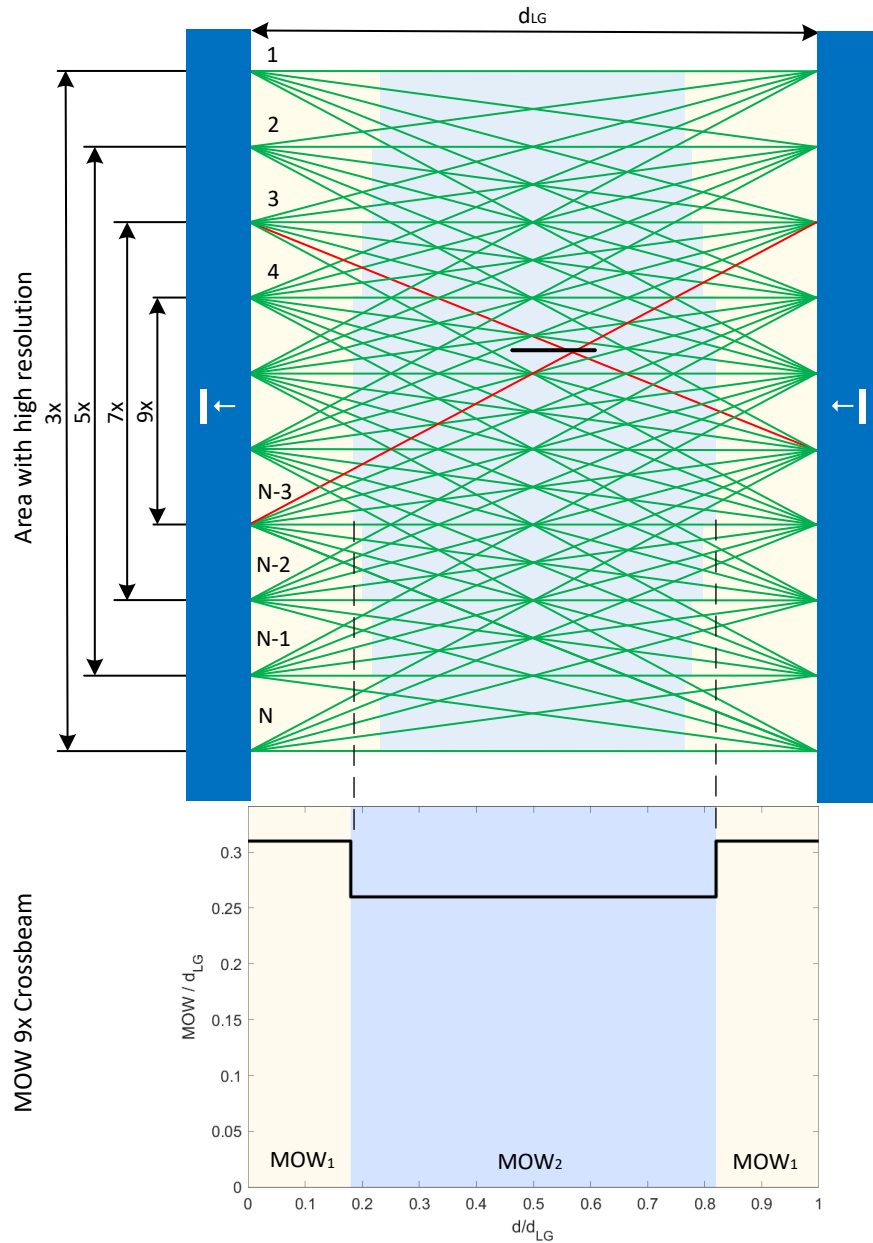 dLG
1
2
3
4
N-3
N-2
N-1
N
Area with high resolution
3x
5x
7x
9x
MOW 9x Crossbeam
MOW / dLG
0.3
0.25
0.2
0.15
0.1
0.05
0
MOW1
MOW2
MOW1
0
0.1
0.2
0.3
0.4
0.5
0.6
0.7
0.8
0.9
1
d/dLG